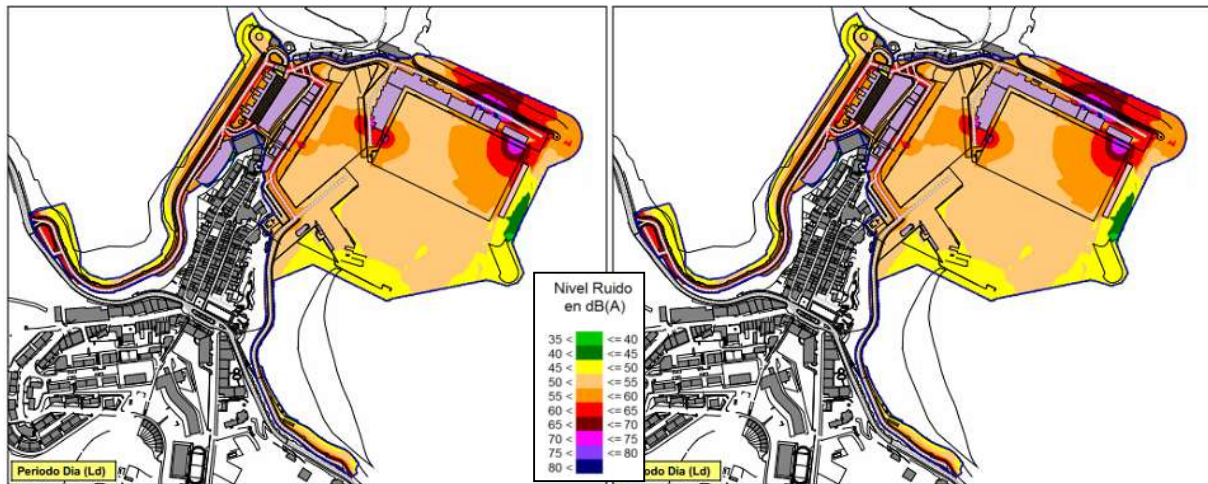 Nivel Ruido
en dB(A)
35 < <= 40
40 < <= 45
45 < <= 50
50 < <= 55
55 < <= 60
60 < <= 65
65 < <= 70
70 < <= 75
75 < <= 80
80 <
Periodo Dia (Ld)
odo Dia (Ld)